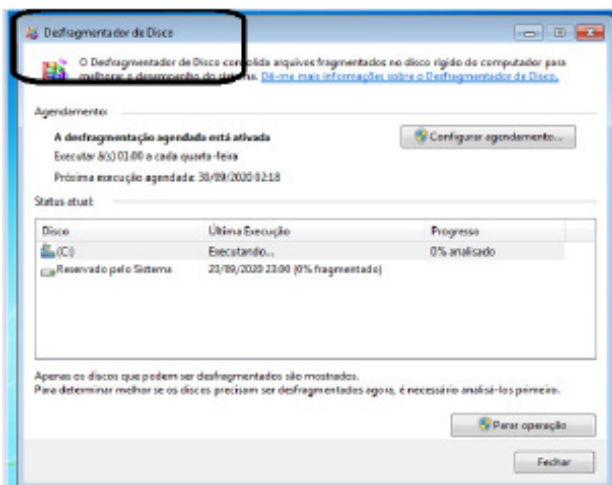 Desfragmentador de Disco
O Desfragmentador de Disco consolida arquivos fragmentados no disco rígido do computador para
melhorar o desempenho do sistema. Dê-me mais informações sobre o Desfragmentador de Disco.
Agendamento:
A desfragmentação agendada está ativada
Configurar agendamento...
Executar à(s) 01:00 a cada quarta-feira
Próxima execução agendada: 30/09/2020 02:18
Status atual:
Disco Última Execução Progresso
(C:) Executando... 0% analisado
Reservado pelo Sistema 23/09/2020 23:00 (0% fragmentado)
Apenas os discos que podem ser desfragmentados são mostrados.
Para determinar melhor se os discos precisam ser desfragmentados agora, é necessário analisá-los primeiro.
Parar operação
Fechar